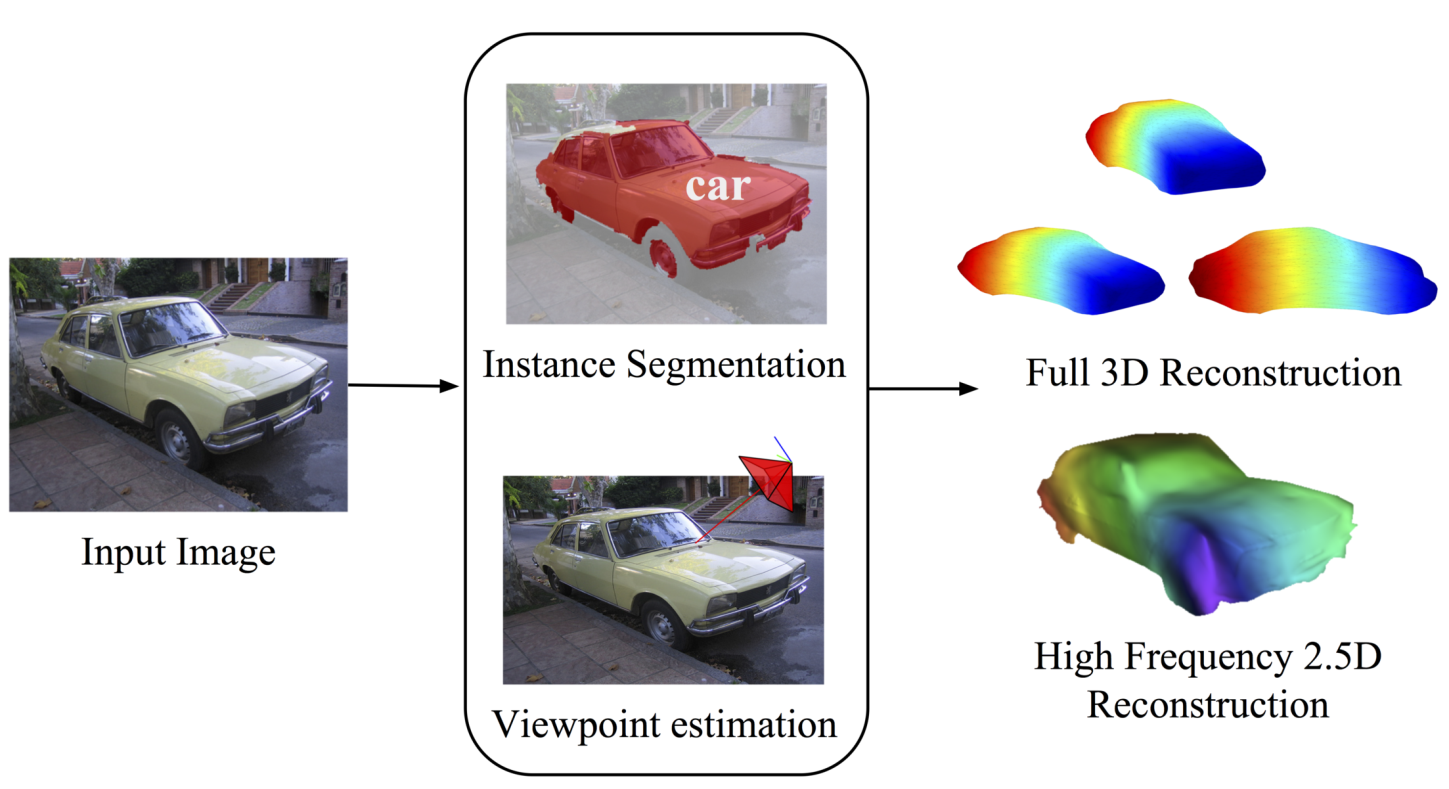 car
Instance Segmentation
Input Image
Viewpoint estimation
Full 3D Reconstruction
High Frequency 2.5D
Reconstruction